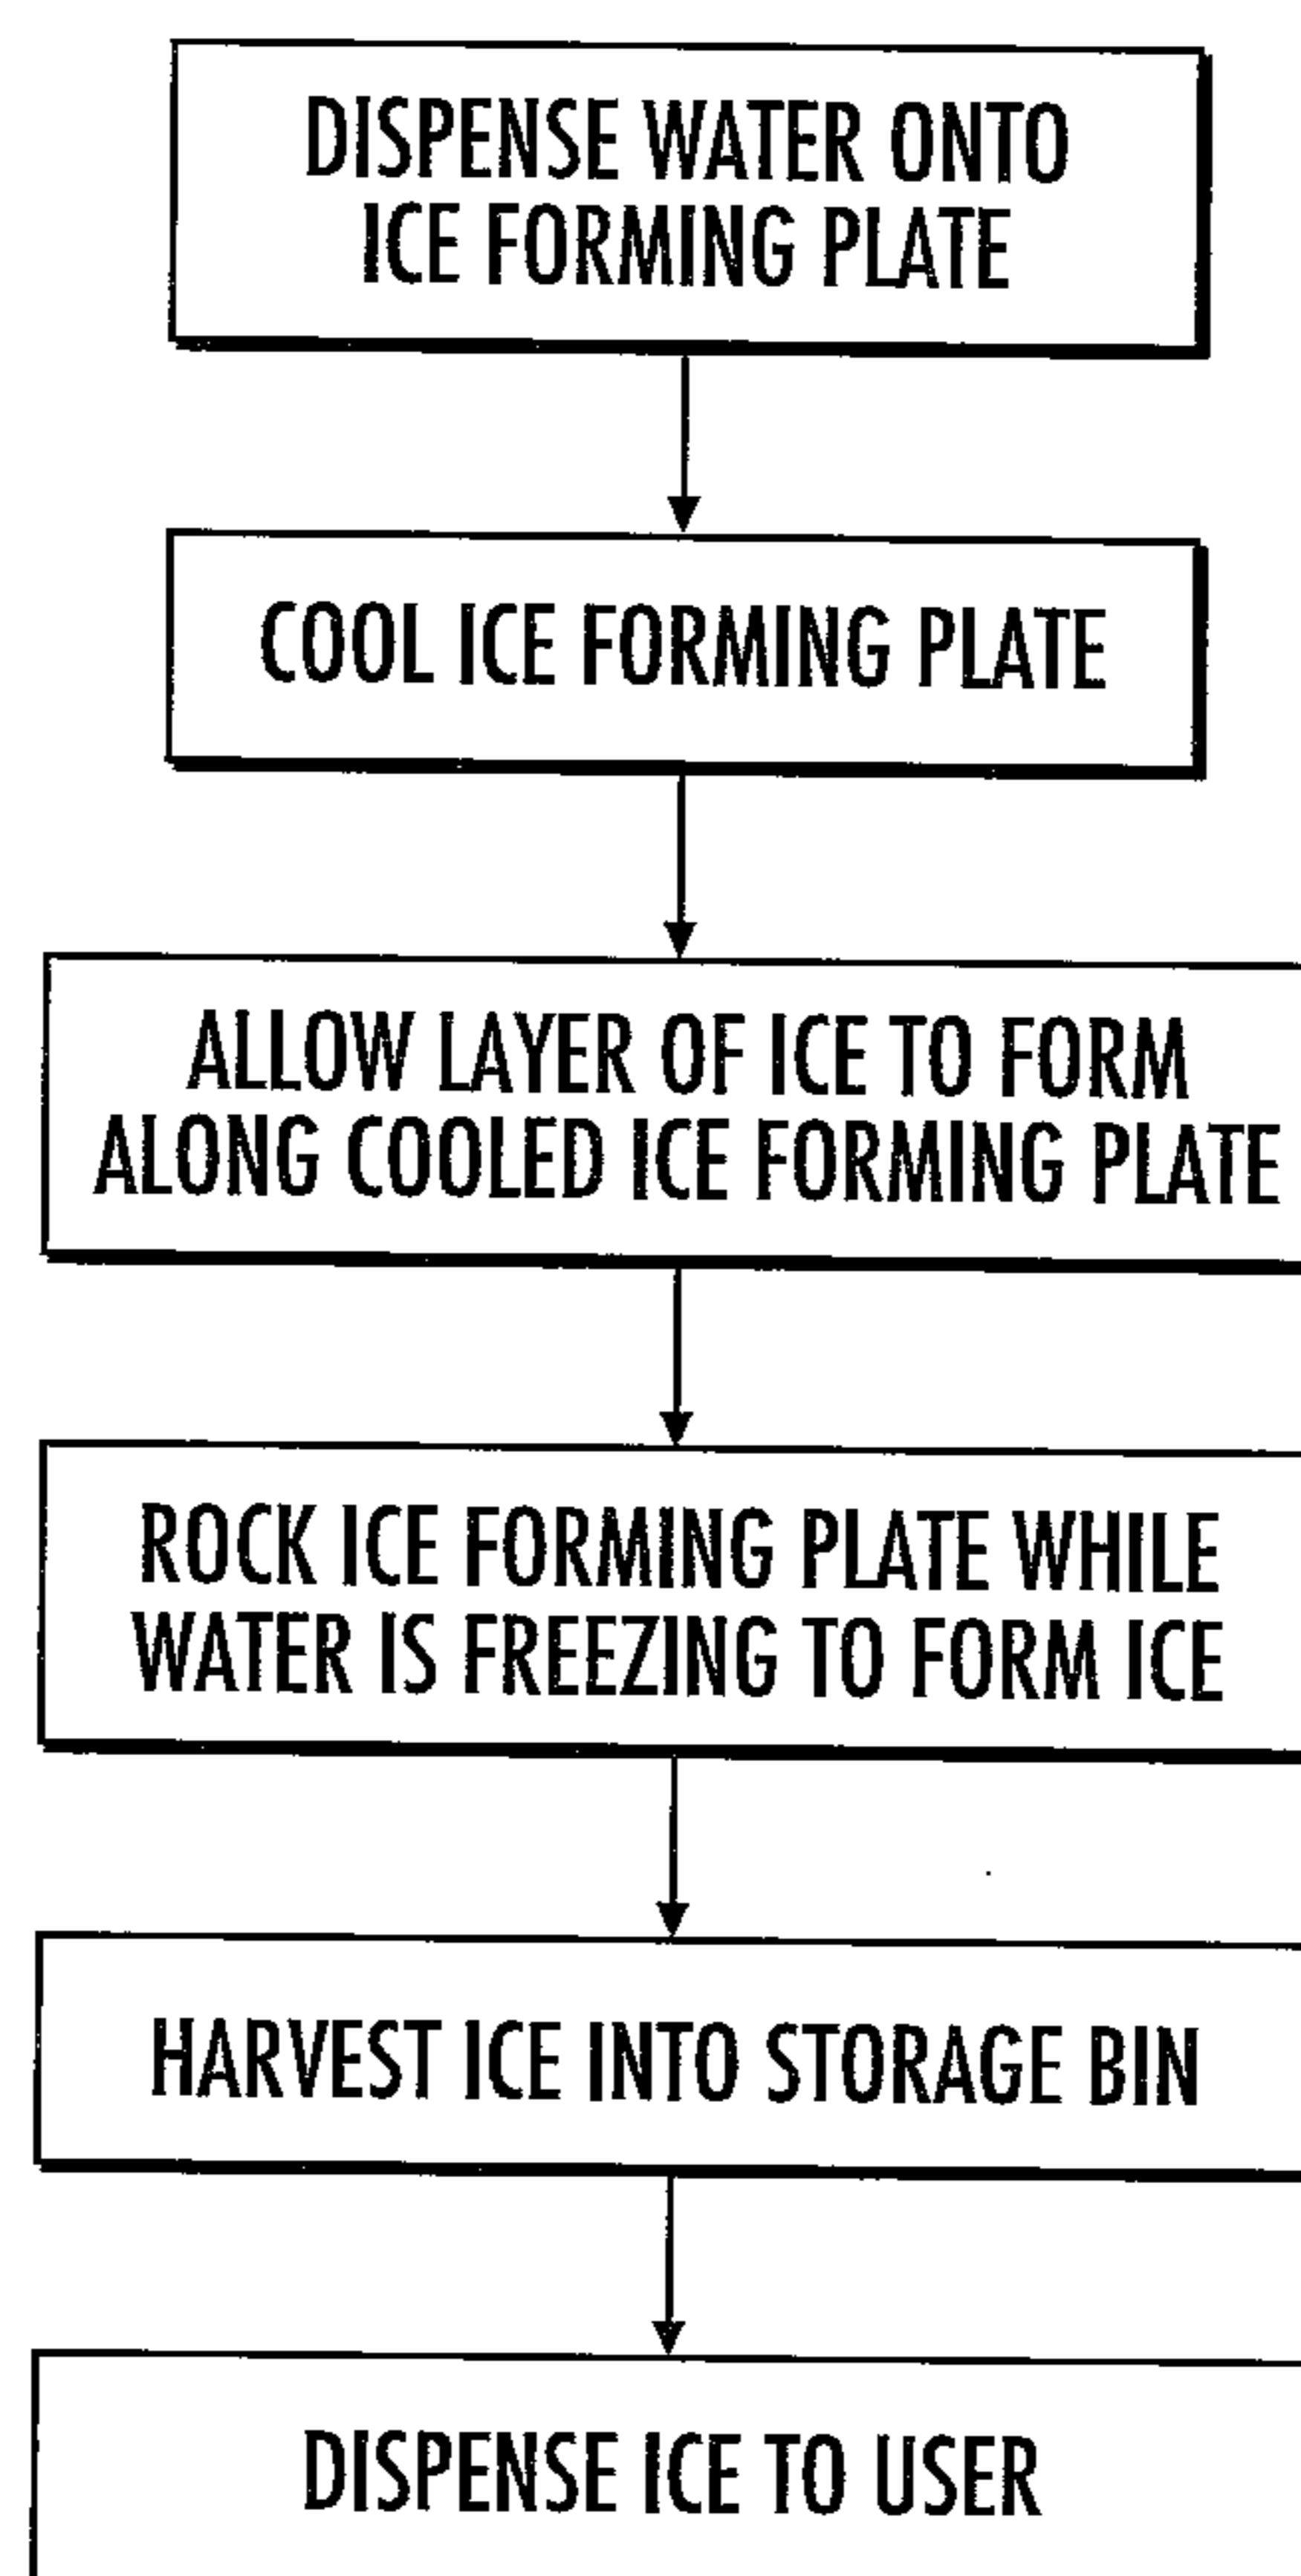 DISPENSE WATER ONTO
ICE FORMING PLATE
COOL ICE FORMING PLATE
ALLOW LAYER OF ICE TO FORM
ALONG COOLED ICE FORMING PLATE
ROCK ICE FORMING PLATE WHILE
WATER IS FREEZING TO FORM ICE
HARVEST ICE INTO STORAGE BIN
DISPENSE ICE TO USER